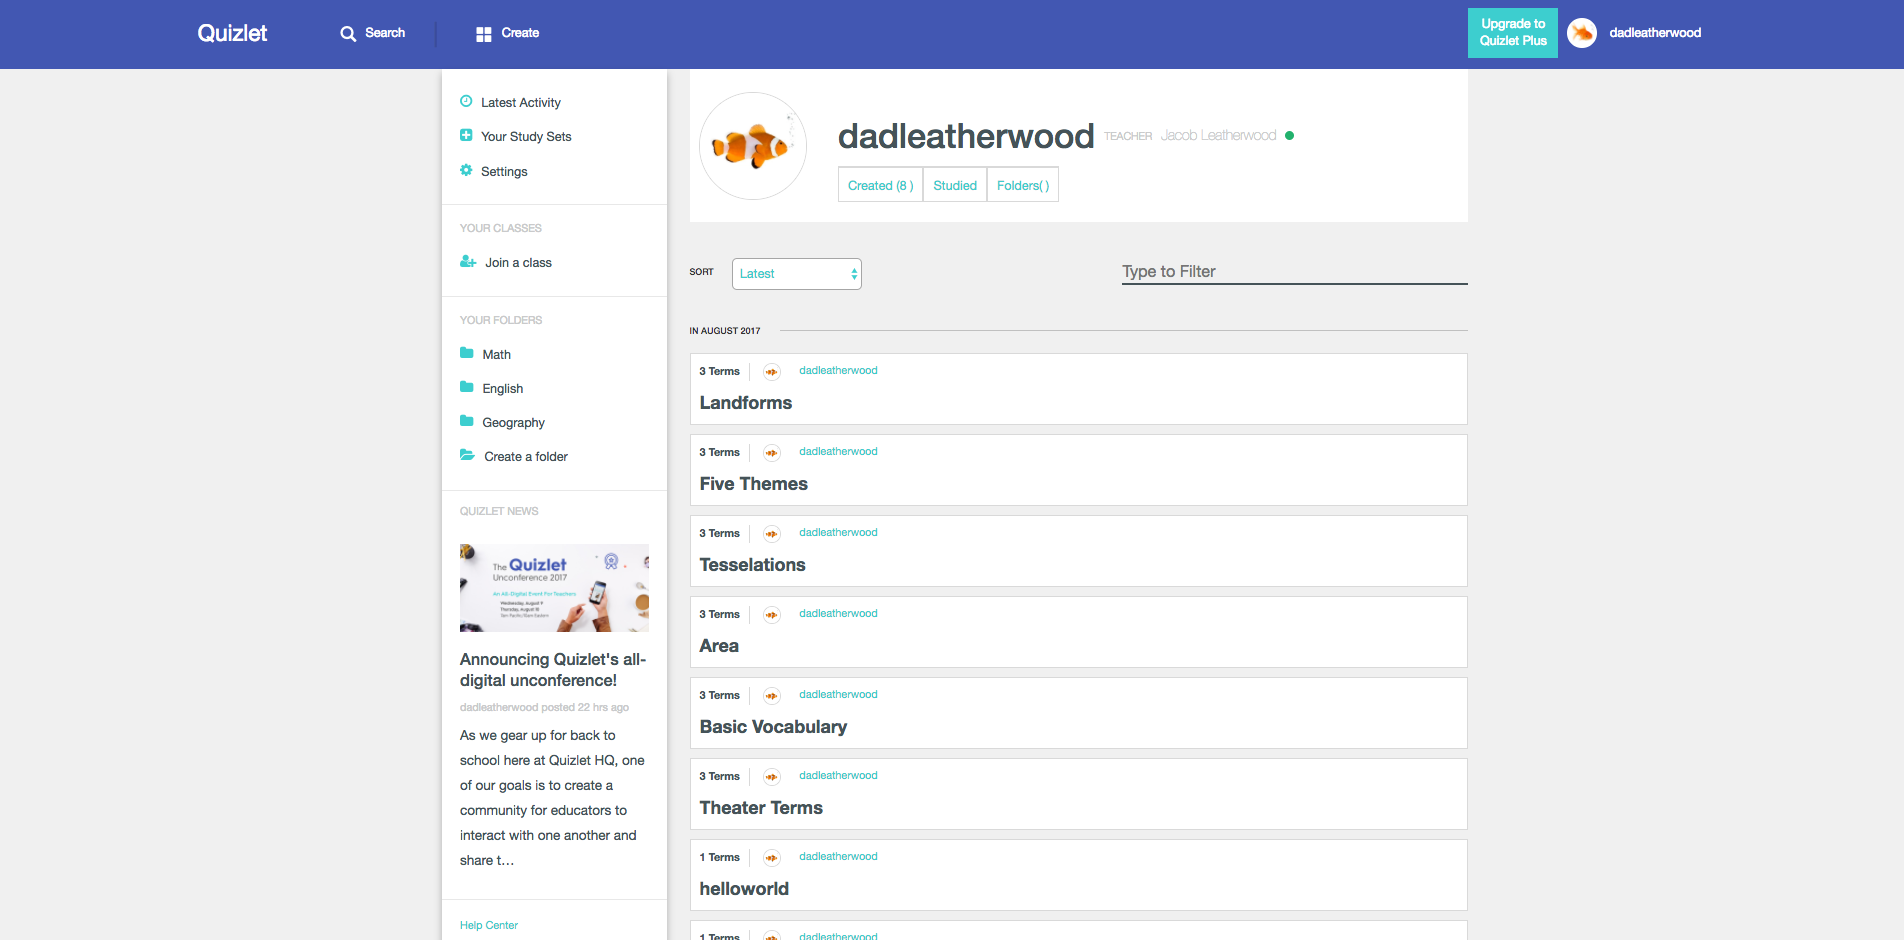 Quizlet
Search
Create
Upgrade to
Quizlet Plus
dadleatherwood
Latest Activity
Your Study Sets
Settings
YOUR CLASSES
Join a class
YOUR FOLDERS
Math
English
Geography
Create a folder
QUIZLET NEWS
The Quizlet
Unconference 2017
An All-Digital Event For Teachers
Wednesday, August 9
Thursday, August 10
Announcing Quizlet's all-
digital unconference!
dadleatherwood posted 22 hrs ago
As we gear up for back to
school here at Quizlet HQ, one
of our goals is to create a
community for educators to
interact with one another and
share t…
Help Center
dadleatherwood TEACHER Jacob Leatherwood
Created (8 ) Studied Folders( )
SORT Latest Type to Filter
IN AUGUST 2017
3 Terms dadleatherwood
Landforms
3 Terms dadleatherwood
Five Themes
3 Terms dadleatherwood
Tesselations
3 Terms dadleatherwood
Area
3 Terms dadleatherwood
Basic Vocabulary
3 Terms dadleatherwood
Theater Terms
1 Terms dadleatherwood
helloworld
1 Terms dadleatherwood